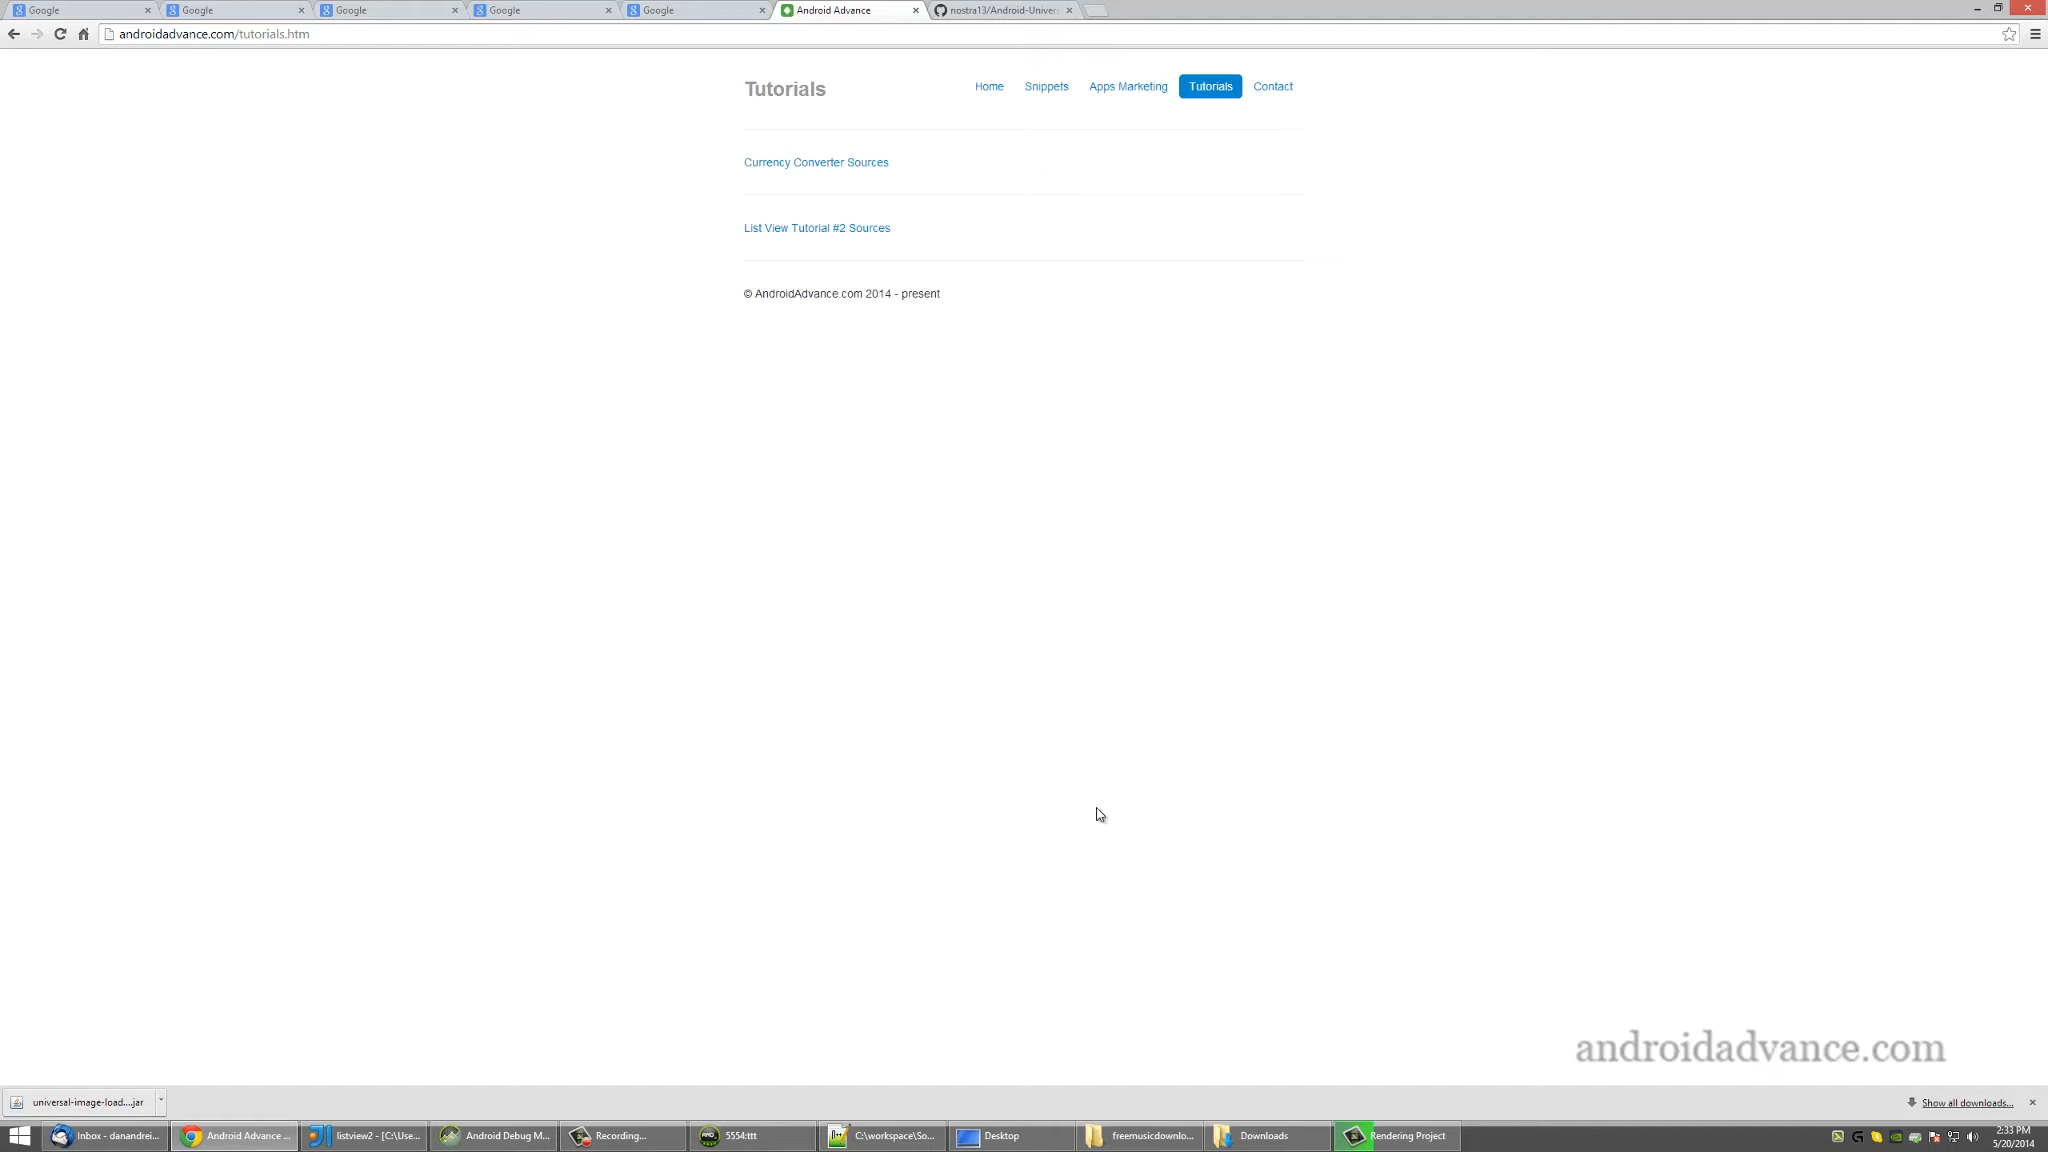 Google
Google
Google
Google
Google
Android Advance
nostra13/Android-Univer
androidadvance.com/tutorials.htm
Tutorials
Home
Snippets
Apps Marketing
Tutorials
Contact
Currency Converter Sources
List View Tutorial #2 Sources
© AndroidAdvance.com 2014 - present
androidadvance.com
universal-image-load....jar
Show all downloads...
Inbox - danandrei...
Android Advance ...
listview2 - [C:\Use...
Android Debug M...
Recording...
5554:ttt
C:\workspace\So...
Desktop
freemusicdownlo...
Downloads
Rendering Project
2:33 PM
5/20/2014